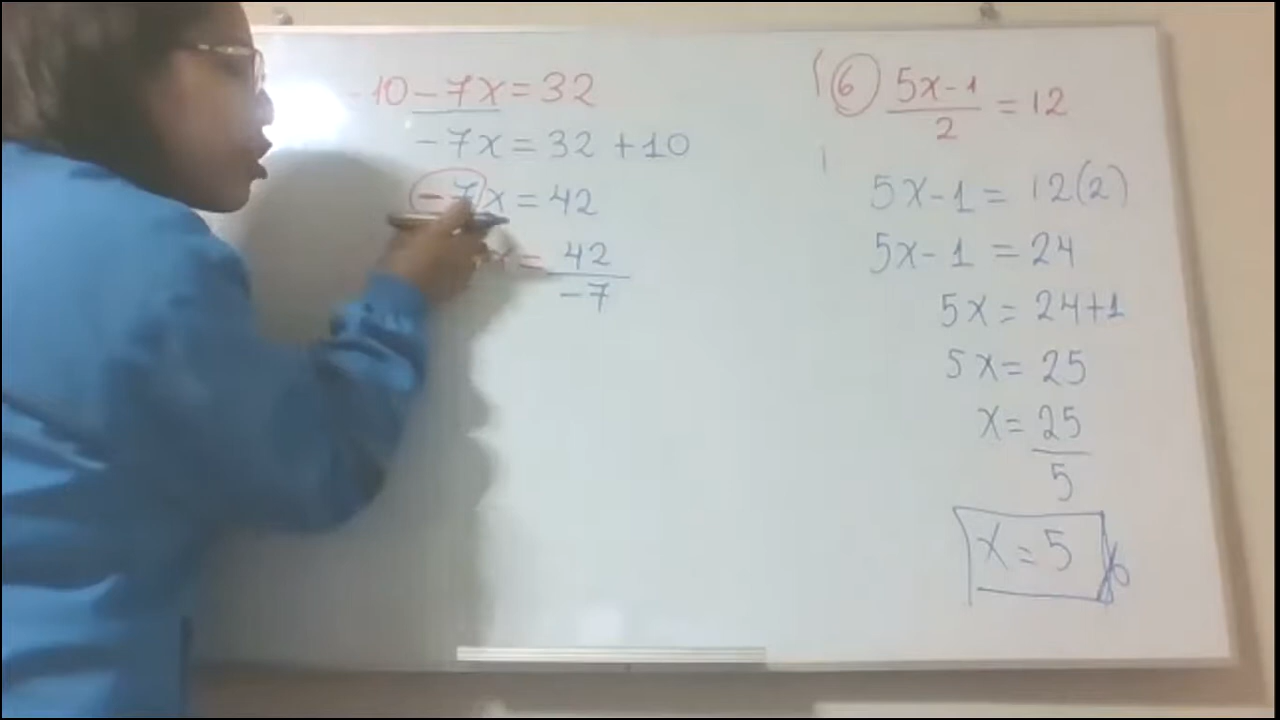 -10-7x=32
-7x=32+10
-7x=42
x=42
-7
6 5x-1
2 =12
5x-1=12(2)
5x-1=24
5x=24+1
5x=25
x=25
5
x=5